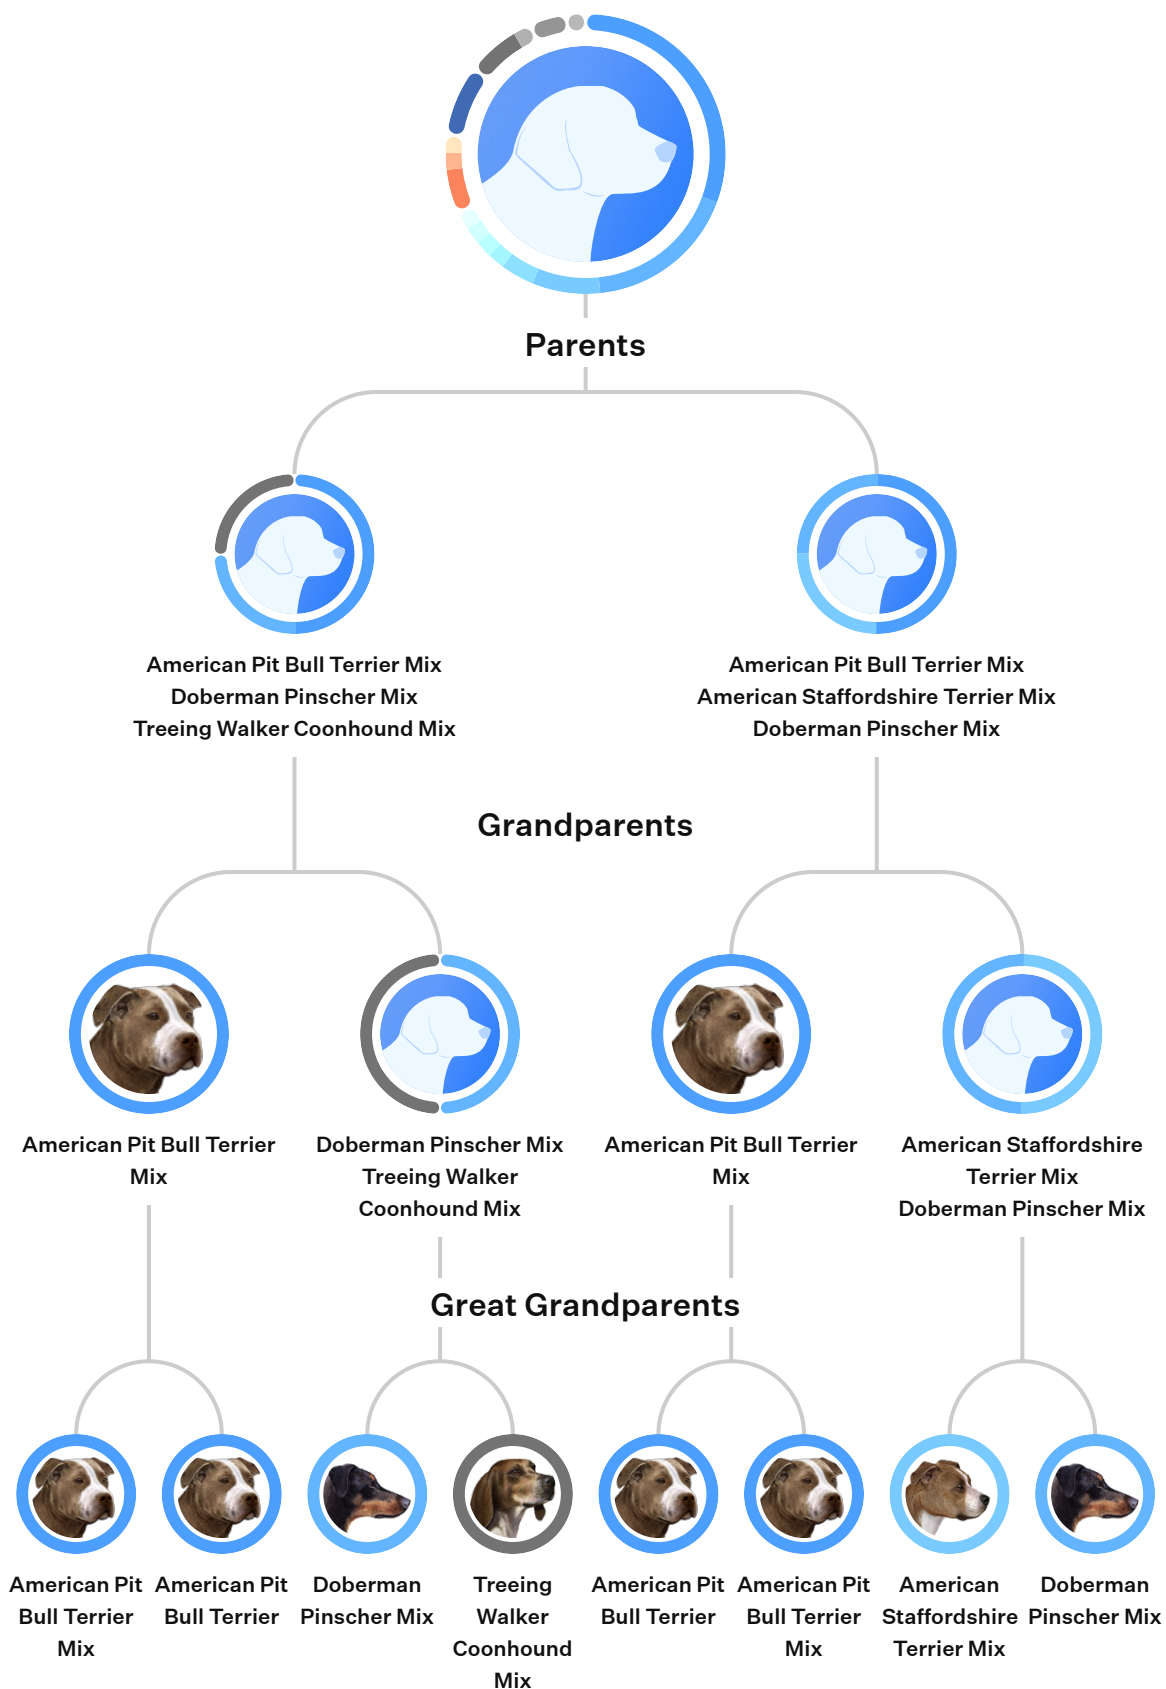 Parents
American Pit Bull Terrier Mix
Doberman Pinscher Mix
Treeing Walker Coonhound Mix
American Pit Bull Terrier Mix
American Staffordshire Terrier Mix
Doberman Pinscher Mix
Grandparents
American Pit Bull Terrier
Mix
Doberman Pinscher Mix
Treeing Walker
Coonhound Mix
American Pit Bull Terrier
Mix
American Staffordshire
Terrier Mix
Doberman Pinscher Mix
Great Grandparents
American Pit
Bull Terrier
Mix
American Pit
Bull Terrier
Doberman
Pinscher Mix
Treeing
Walker
Coonhound
Mix
American Pit
Bull Terrier
American Pit
Bull Terrier
Mix
American
Staffordshire
Terrier Mix
Doberman
Pinscher Mix